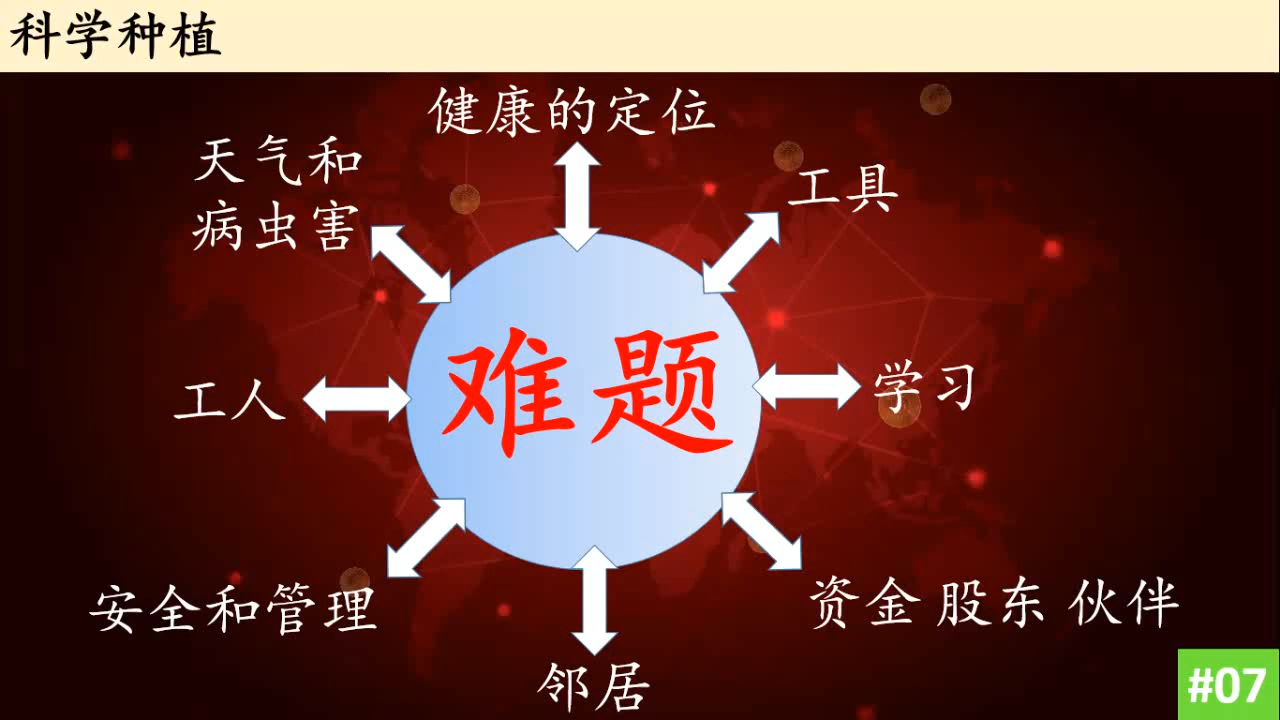 科学种植
健康的定位
天气和
病虫害
工具
难题
工人
学习
安全和管理
资金 股东 伙伴
邻居
#07